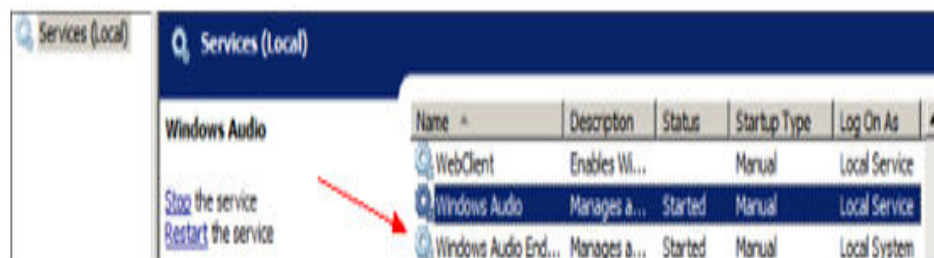 Services (Local)
Services (Local)
Windows Audio
Stop the service
Restart the service
Name Description Status Startup Type Log On As
WebClient Enables Wi... Manual Local Service
Windows Audio Manages a... Started Manual Local Service
Windows Audio End... Manages a... Started Manual Local System